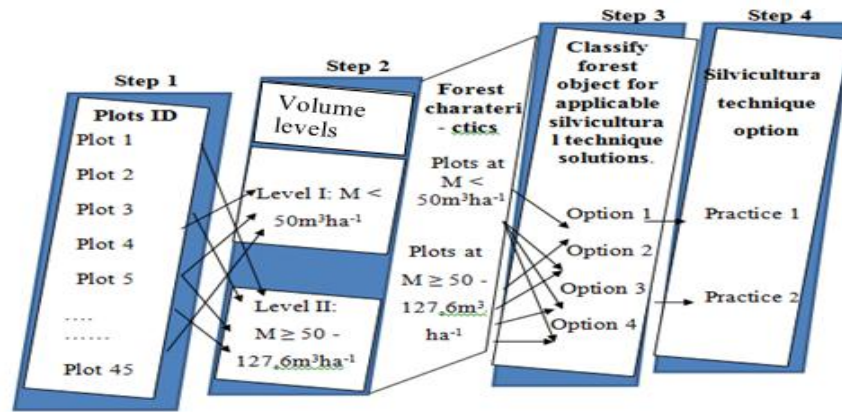 Step 1
Plots ID
Plot 1
Plot 2
Plot 3
Plot 4
Plot 5
....
......
Plot 45
Step 2
Volume
levels
Level I: M <
50m³ha⁻¹
Level II:
M ≥ 50 -
127,6m³ha⁻¹
Forest
charateri
- ctics
Plots at
M <
50m³ha⁻¹
Plots at
M ≥ 50 -
127,6m³
ha⁻¹
Step 3
Classify
forest
object for
applicable
silvicultura
l technique
solutions.
Option 1
Option 2
Option 3
Option 4
Step 4
Silvicultura
technique
option
Practice 1
Practice 2